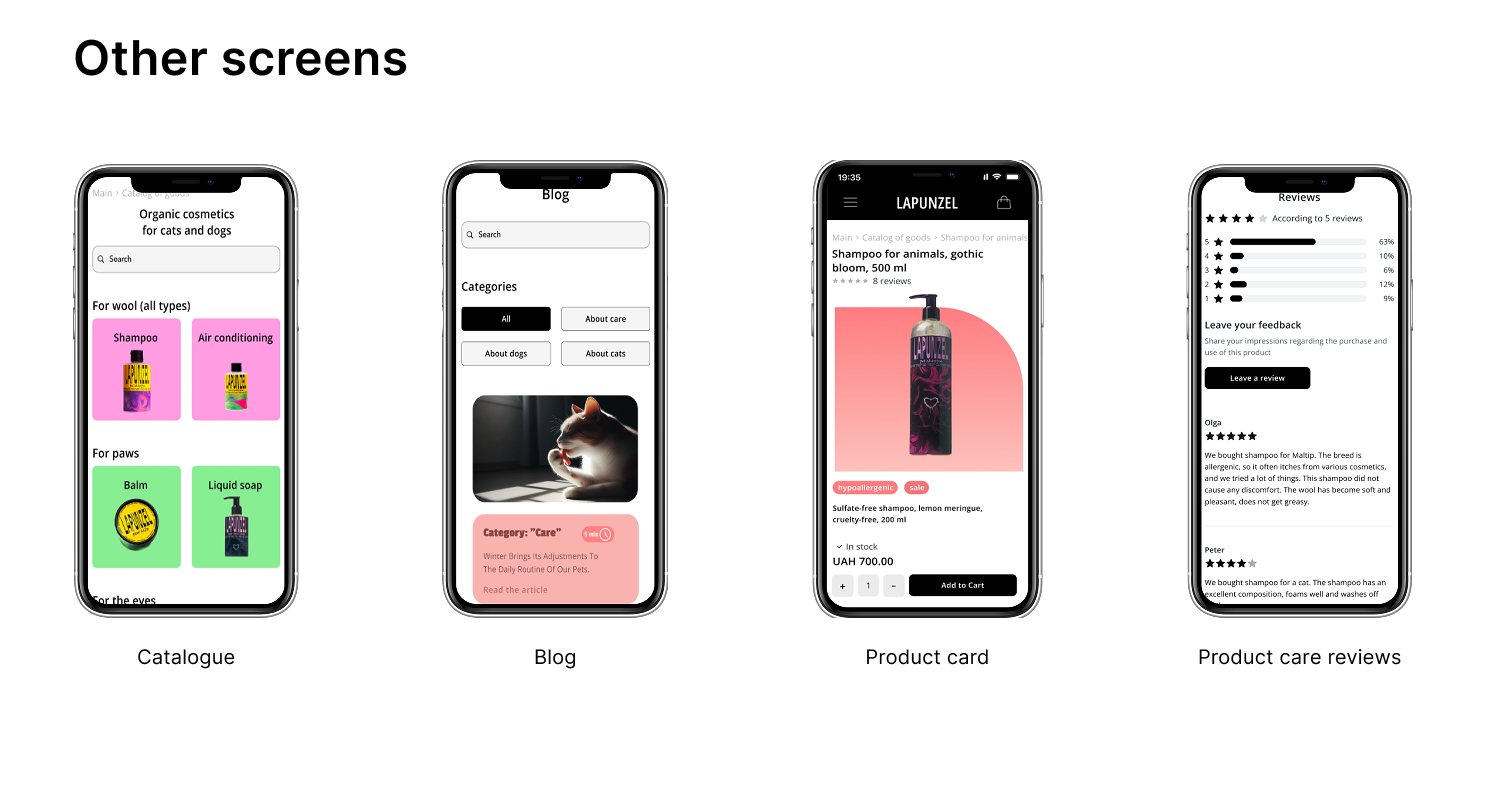 Other screens
Main > Catalog of goods
Organic cosmetics
for cats and dogs
Search
For wool (all types)
Shampoo
Air conditioning
LAPUNZEL
LAPUNZEL
For paws
Balm
Liquid soap
LAPUNZEL
LAPUNZEL
For the eyes
Catalogue
Blog
Search
Categories
All
About care
About dogs
About cats
Category: "Care"
5 min
Winter Brings Its Adjustments To
The Daily Routine Of Our Pets.
Read the article
Blog
19:35
LAPUNZEL
Main > Catalog of goods > Shampoo for animals
Shampoo for animals, gothic
bloom, 500 ml
8 reviews
LAPUNZEL
hypoallergenic
sale
Sulfate-free shampoo, lemon meringue,
cruelty-free, 200 ml
In stock
UAH 700.00
+ 1 -
Add to Cart
Product card
Reviews
According to 5 reviews
5 63%
4 10%
3 6%
2 12%
1 9%
Leave your feedback
Share your impressions regarding the purchase and
use of this product
Leave a review
Olga
We bought shampoo for Maltip. The breed is
allergenic, so it often itches from various cosmetics,
and we tried a lot of things. This shampoo did not
cause any discomfort. The wool has become soft and
pleasant, does not get greasy.
Peter
We bought shampoo for a cat. The shampoo has an
excellent composition, foams well and washes off
Product care reviews